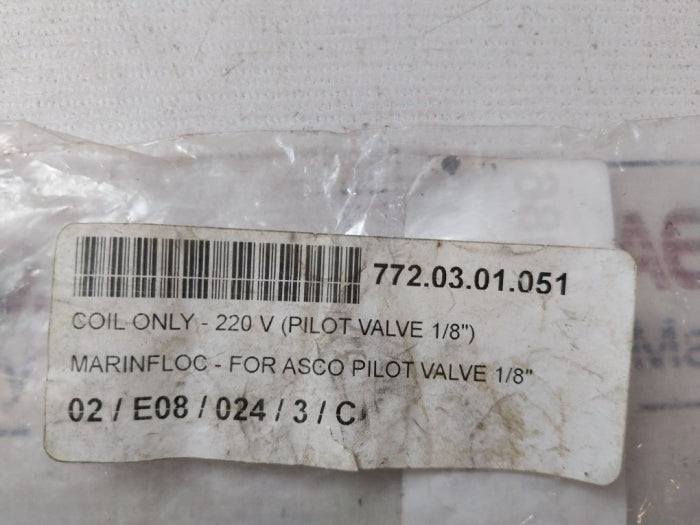 772.03.01.051
COIL ONLY - 220 V (PILOT VALVE 1/8")
MARINFLOC - FOR ASCO PILOT VALVE 1/8"
02 / E08 / 024 / 3 / C